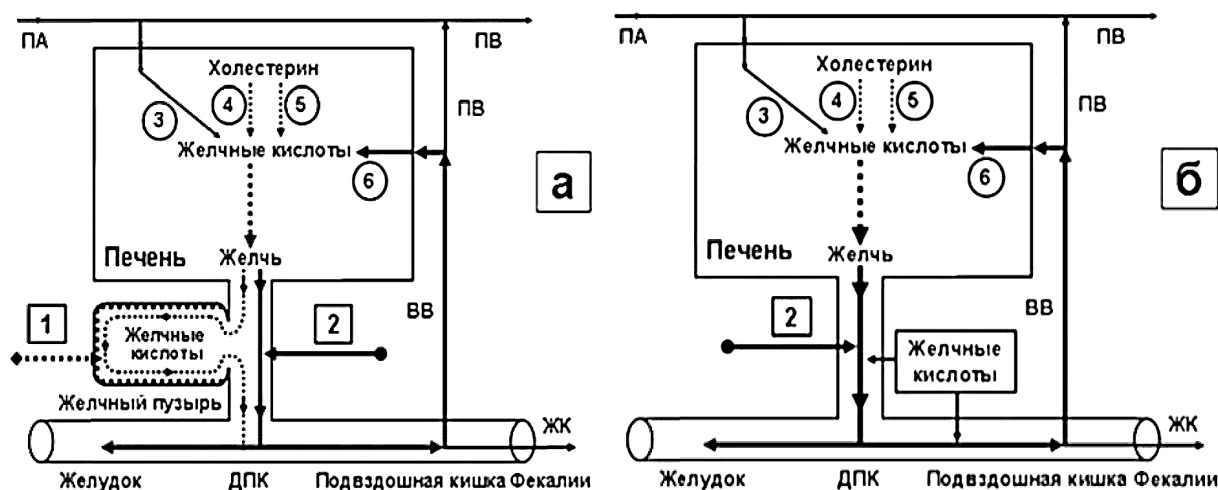 ПА
ПВ
Холестерин
3
4
5
ПВ
Желчные кислоты
6
а
Печень
Желчь
ВВ
1
Желчные
кислоты
2
Желчный пузырь
ЖК
Желудок
ДПК
Подвздошная кишка
Фекалии
ПА
ПВ
Холестерин
3
4
5
ПВ
Желчные кислоты
6
б
Печень
Желчь
ВВ
2
Желчные
кислоты
ЖК
Желудок
ДПК
Подвздошная кишка
Фекалии